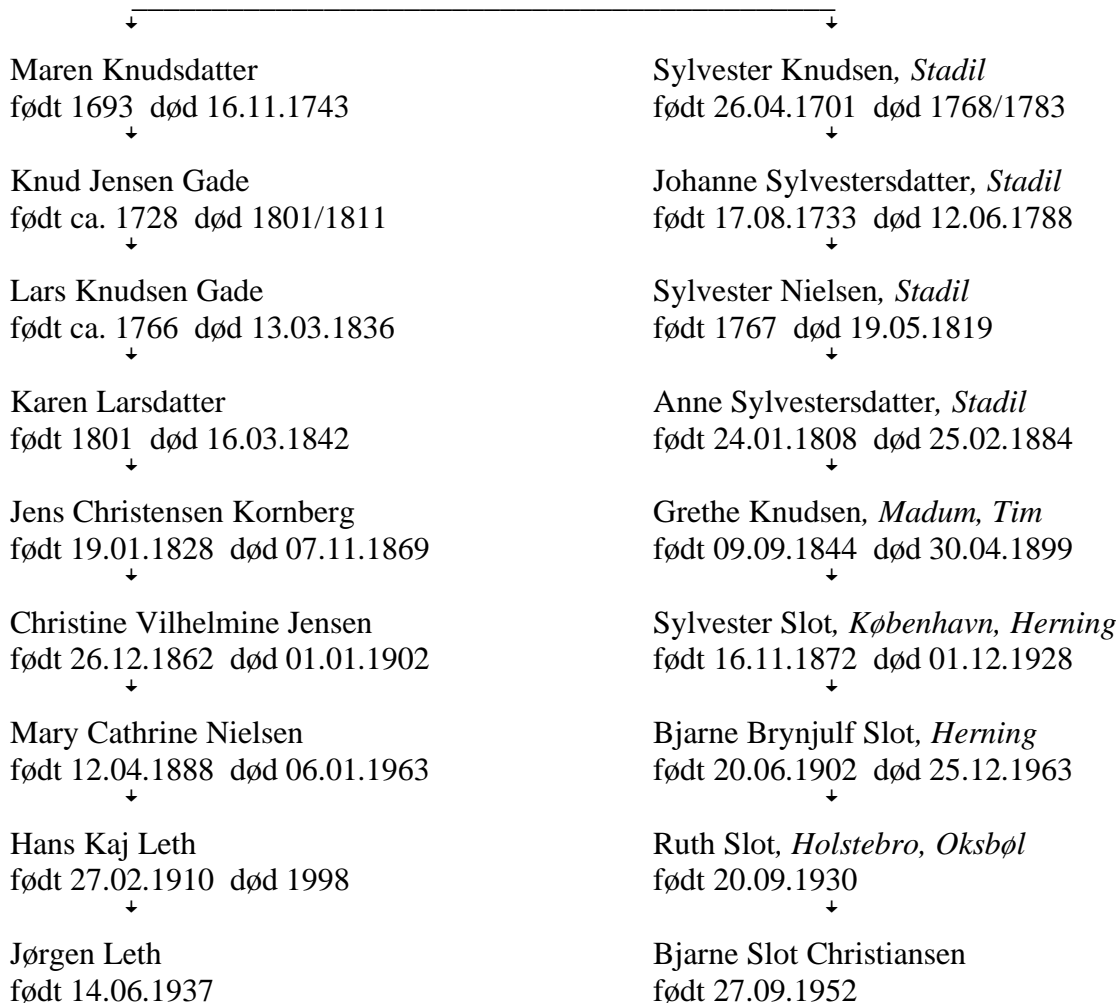 Maren Knudsdatter
født 1693 død 16.11.1743
Knud Jensen Gade
født ca. 1728 død 1801/1811
Lars Knudsen Gade
født ca. 1766 død 13.03.1836
Karen Larsdatter
født 1801 død 16.03.1842
Jens Christensen Kornberg
født 19.01.1828 død 07.11.1869
Christine Vilhelmine Jensen
født 26.12.1862 død 01.01.1902
Mary Cathrine Nielsen
født 12.04.1888 død 06.01.1963
Hans Kaj Leth
født 27.02.1910 død 1998
Jørgen Leth
født 14.06.1937
Sylvester Knudsen, Stadil
født 26.04.1701 død 1768/1783
Johanne Sylvestersdatter, Stadil
født 17.08.1733 død 12.06.1788
Sylvester Nielsen, Stadil
født 1767 død 19.05.1819
Anne Sylvestersdatter, Stadil
født 24.01.1808 død 25.02.1884
Grethe Knudsen, Madum, Tim
født 09.09.1844 død 30.04.1899
Sylvester Slot, København, Herning
født 16.11.1872 død 01.12.1928
Bjarne Brynjulf Slot, Herning
født 20.06.1902 død 25.12.1963
Ruth Slot, Holstebro, Oksbøl
født 20.09.1930
Bjarne Slot Christiansen
født 27.09.1952